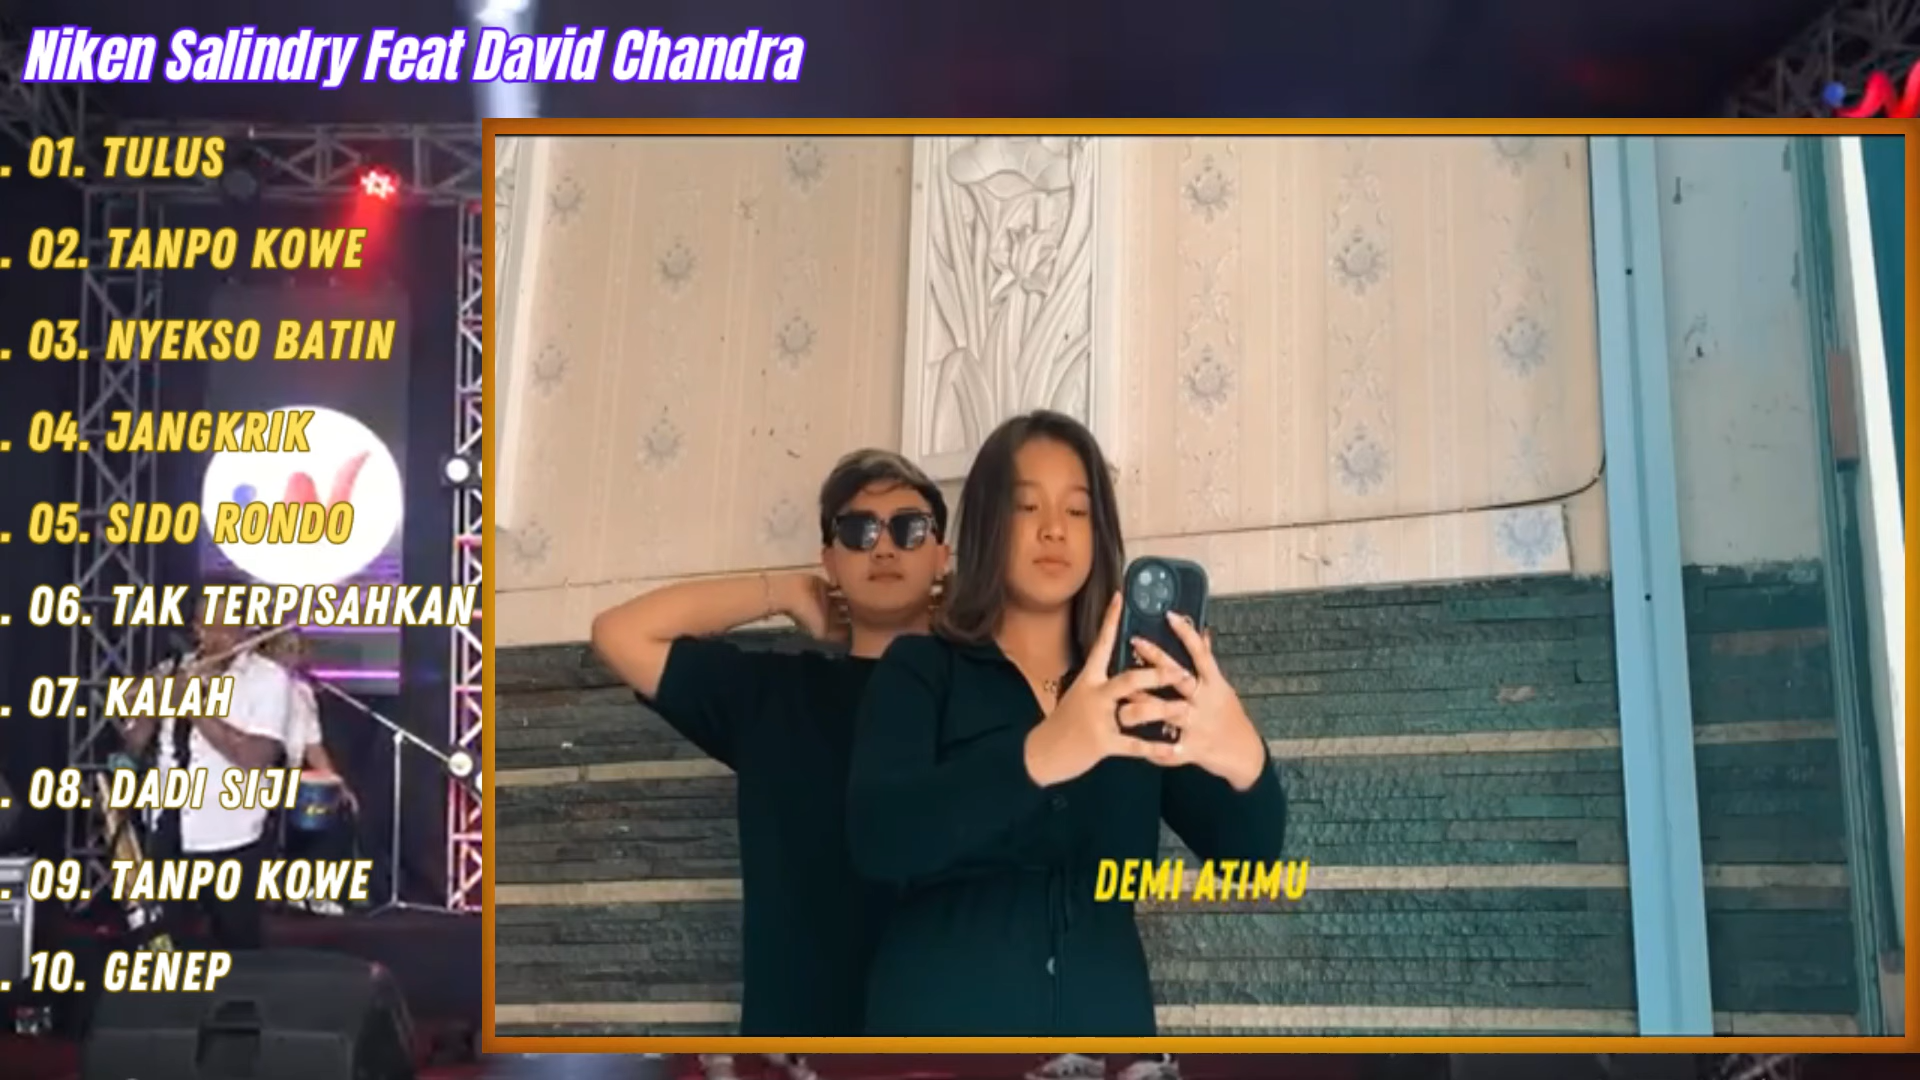 Niken Salindry Feat David Chandra
. 01. TULUS
. 02. TANPO KOWE
. 03. NYEKSO BATIN
. 04. JANGKRIK
. 05. SIDO RONDO
. 06. TAK TERPISAHKAN
. 07. KALAH
. 08. DADI SIJI
. 09. TANPO KOWE
. 10. GENEP
DEMI ATIMU